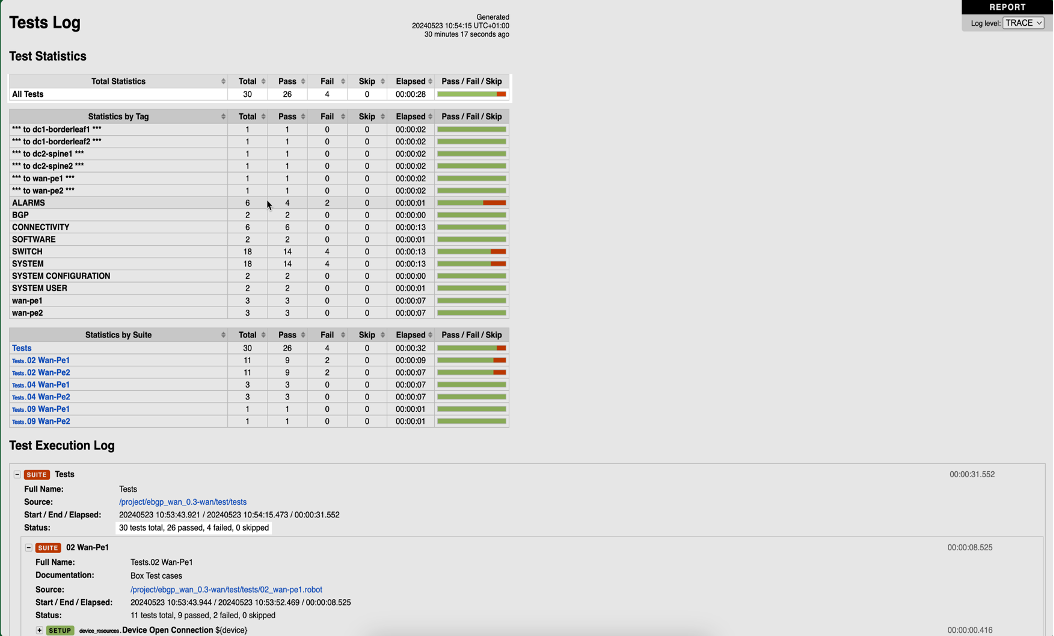 REPORT
Log level: TRACE
Tests Log
Generated
20240523 10:54:15 UTC+01:00
30 minutes 17 seconds ago
Test Statistics
Total Statistics Total Pass Fail Skip Elapsed Pass / Fail / Skip
All Tests 30 26 4 0 00:00:28
Statistics by Tag Total Pass Fail Skip Elapsed Pass / Fail / Skip
*** to dc1-borderleaf1 *** 1 1 0 0 00:00:02
*** to dc1-borderleaf2 *** 1 1 0 0 00:00:02
*** to dc2-spine1 *** 1 1 0 0 00:00:02
*** to dc2-spine2 *** 1 1 0 0 00:00:02
*** to wan-pe1 *** 1 1 0 0 00:00:02
*** to wan-pe2 *** 1 1 0 0 00:00:02
ALARMS 6 4 2 0 00:00:01
BGP 2 2 0 0 00:00:00
CONNECTIVITY 6 6 0 0 00:00:13
SOFTWARE 2 2 0 0 00:00:01
SWITCH 18 14 4 0 00:00:13
SYSTEM 18 14 4 0 00:00:13
SYSTEM CONFIGURATION 2 2 0 0 00:00:00
SYSTEM USER 2 2 0 0 00:00:01
wan-pe1 3 3 0 0 00:00:07
wan-pe2 3 3 0 0 00:00:07
Statistics by Suite Total Pass Fail Skip Elapsed Pass / Fail / Skip
Tests 30 26 4 0 00:00:32
Tests.02 Wan-Pe1 11 9 2 0 00:00:09
Tests.02 Wan-Pe2 11 9 2 0 00:00:07
Tests.04 Wan-Pe1 3 3 0 0 00:00:07
Tests.04 Wan-Pe2 3 3 0 0 00:00:07
Tests.09 Wan-Pe1 1 1 0 0 00:00:01
Tests.09 Wan-Pe2 1 1 0 0 00:00:01
Test Execution Log
SUITE Tests 00:00:31.552
Full Name: Tests
Source: /project/ebgp_wan_0.3-wan/test/tests
Start / End / Elapsed: 20240523 10:53:43.921 / 20240523 10:54:15.473 / 00:00:31.552
Status: 30 tests total, 26 passed, 4 failed, 0 skipped
SUITE 02 Wan-Pe1 00:00:08.525
Full Name: Tests.02 Wan-Pe1
Documentation: Box Test cases
Source: /project/ebgp_wan_0.3-wan/test/tests/02_wan-pe1.robot
Start / End / Elapsed: 20240523 10:53:43.944 / 20240523 10:53:52.469 / 00:00:08.525
Status: 11 tests total, 9 passed, 2 failed, 0 skipped
SETUP device_resources.Device Open Connection ${device} 00:00:00.416